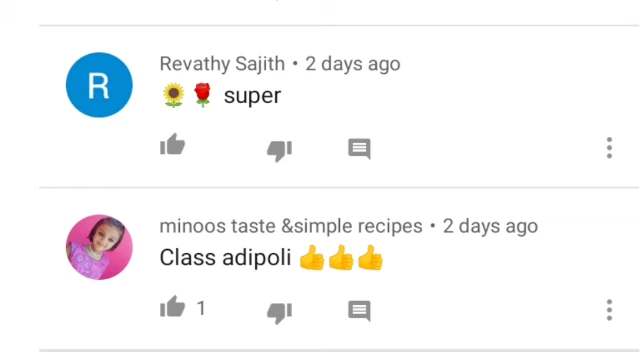 R
Revathy Sajith • 2 days ago
🌻🌹 super
minoos taste &simple recipes • 2 days ago
Class adipoli 👍👍👍
1